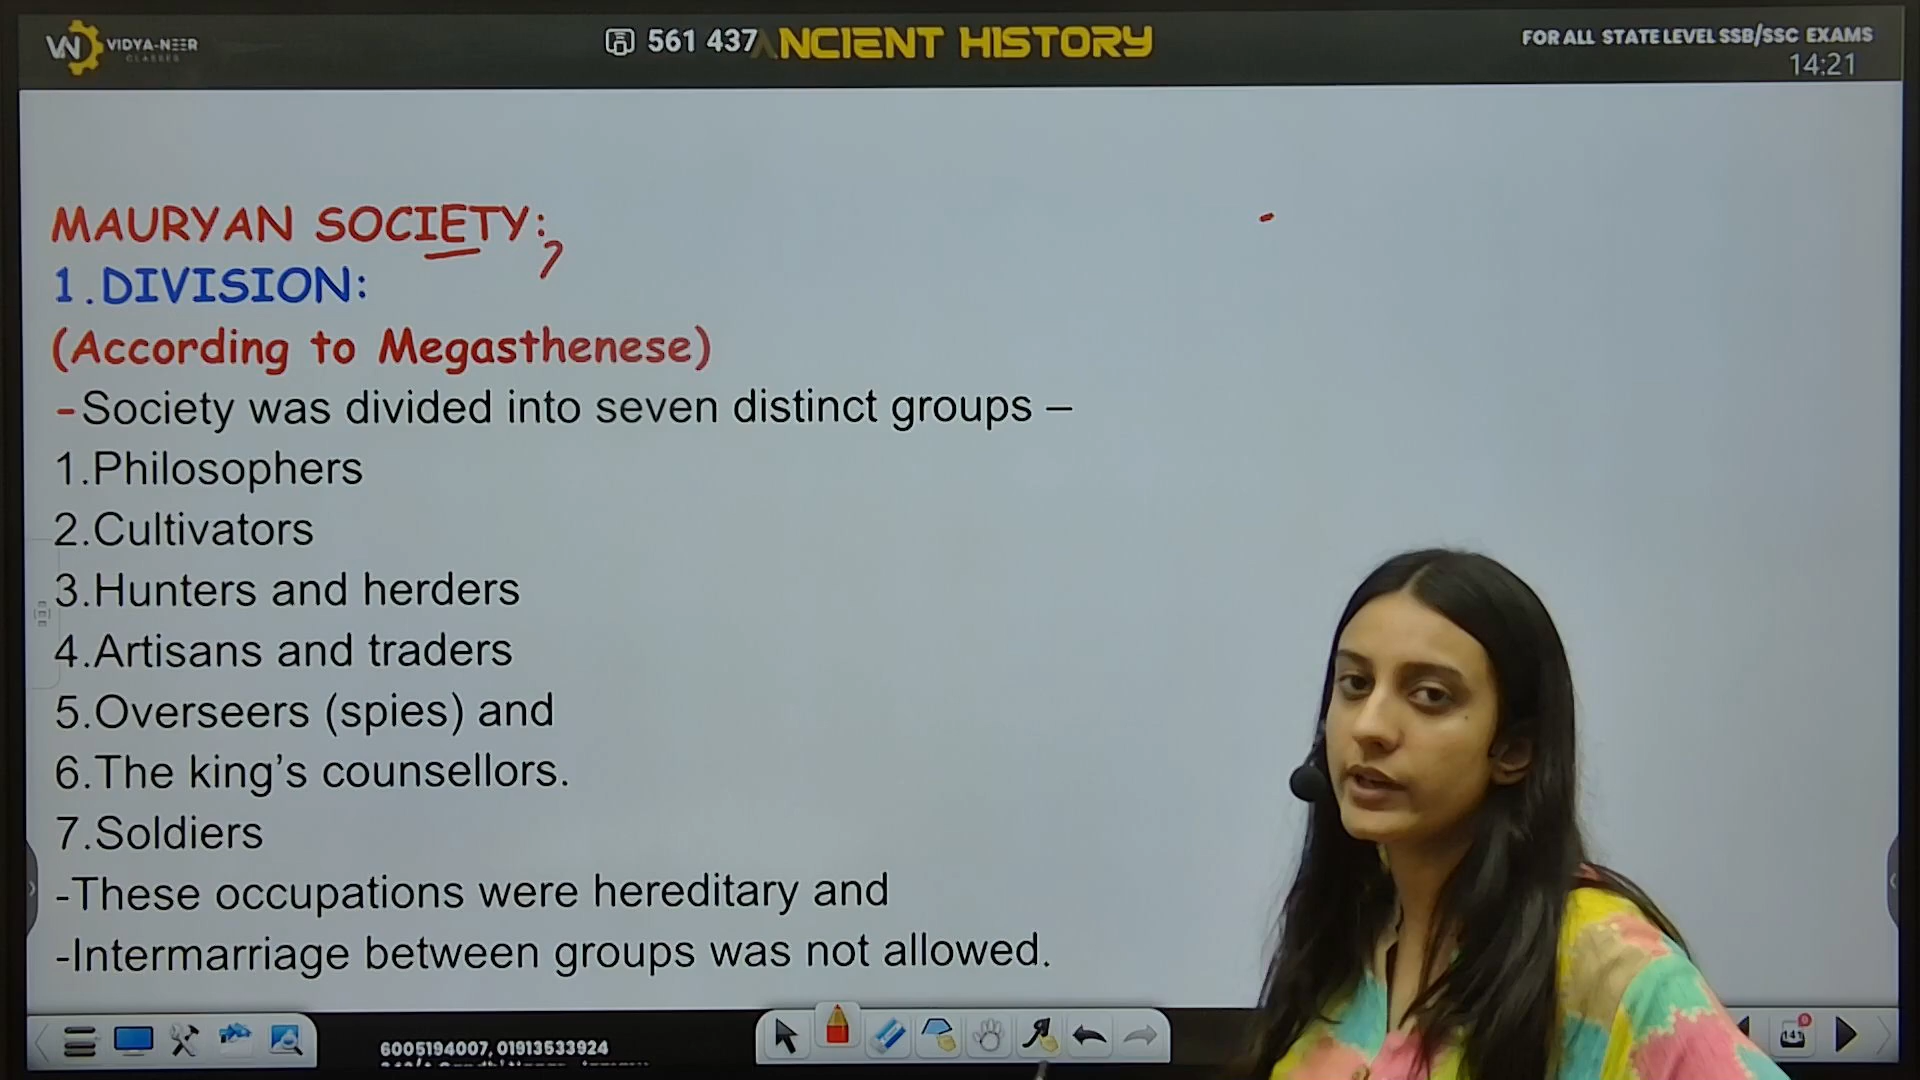 VN VIDYA-NEER
CLASSES
561 437
ANCIENT HISTORY
FOR ALL STATE LEVEL SSB/SSC EXAMS
14:21
MAURYAN SOCIETY:
7
1.DIVISION:
(According to Megasthenese)
-Society was divided into seven distinct groups –
1.Philosophers
2.Cultivators
3.Hunters and herders
4.Artisans and traders
5.Overseers (spies) and
6.The king's counsellors.
7.Soldiers
-These occupations were hereditary and
-Intermarriage between groups was not allowed.
6005194007, 01913533924